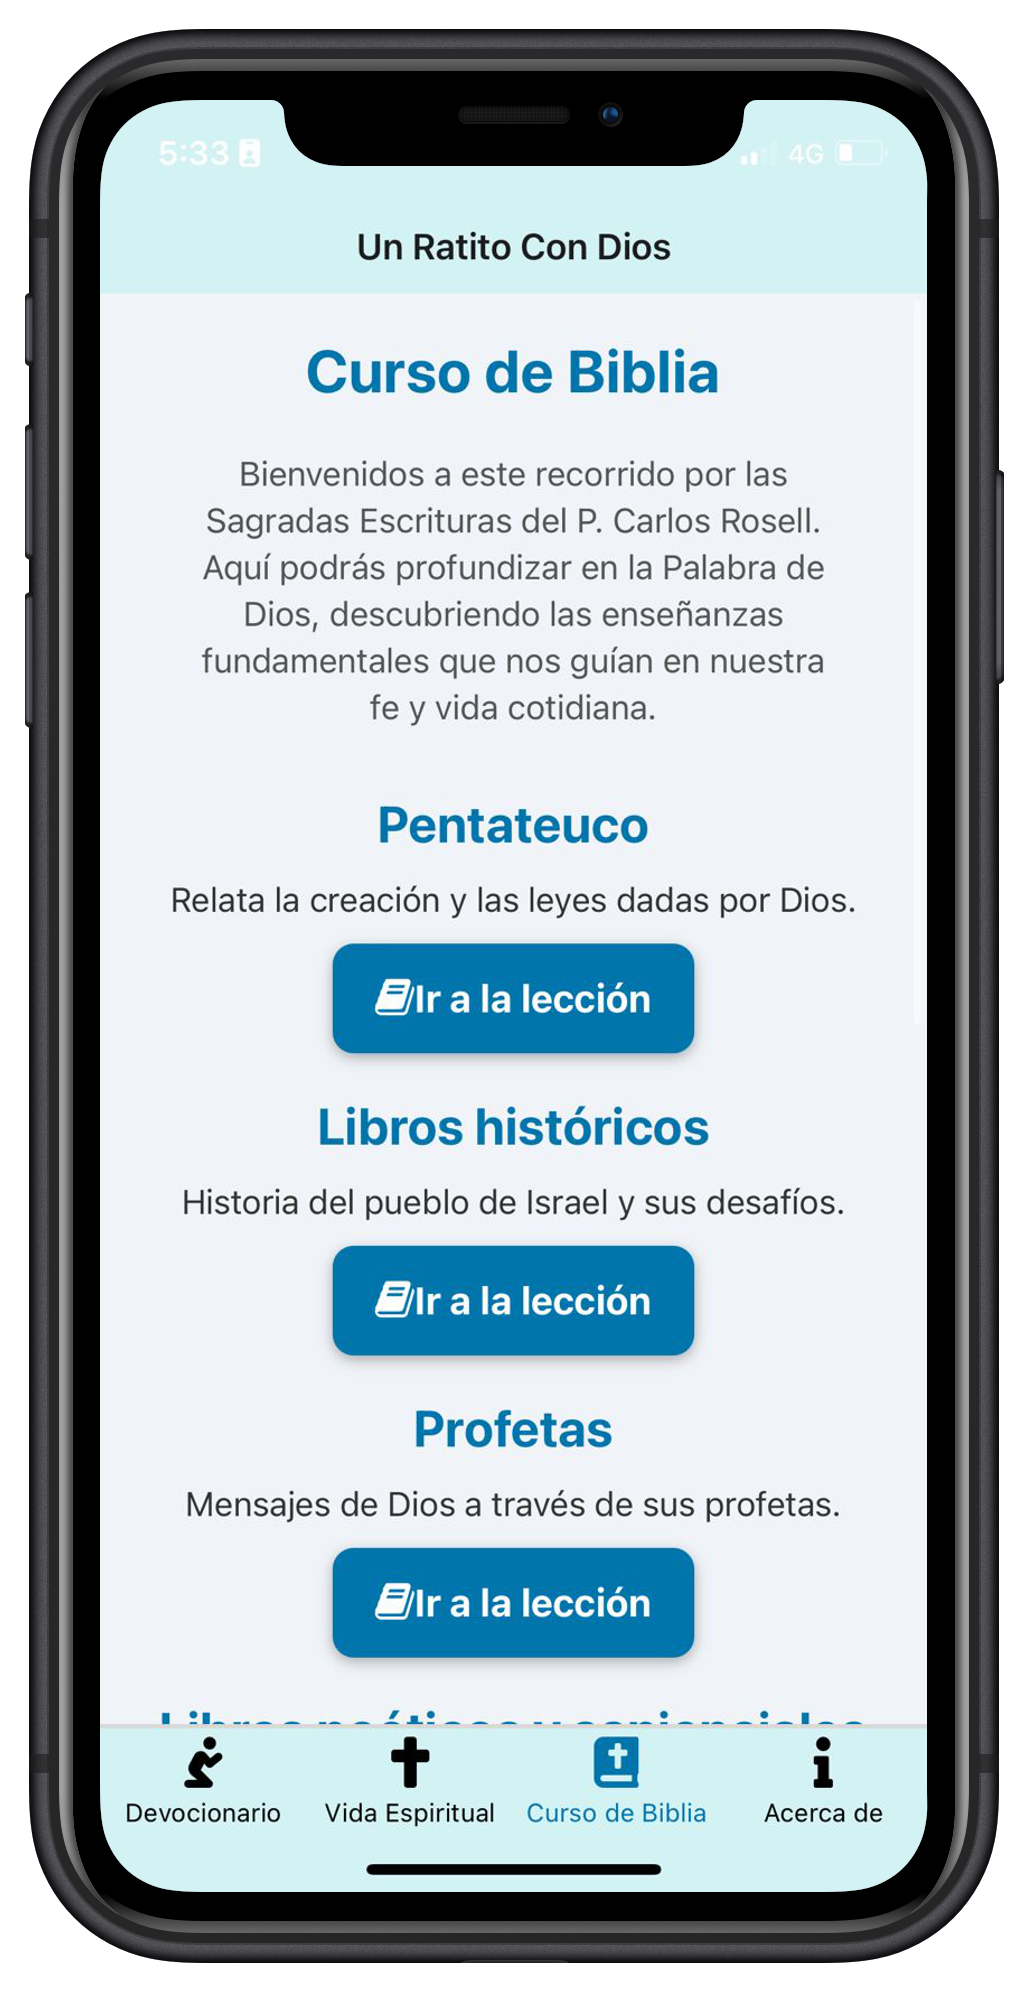 5:33
4G
Un Ratito Con Dios
Curso de Biblia
Bienvenidos a este recorrido por las
Sagradas Escrituras del P. Carlos Rosell.
Aquí podrás profundizar en la Palabra de
Dios, descubriendo las enseñanzas
fundamentales que nos guían en nuestra
fe y vida cotidiana.
Pentateuco
Relata la creación y las leyes dadas por Dios.
Ir a la lección
Libros históricos
Historia del pueblo de Israel y sus desafíos.
Ir a la lección
Profetas
Mensajes de Dios a través de sus profetas.
Ir a la lección
Libros poéticos y sapienciales
Devocionario
Vida Espiritual
Curso de Biblia
Acerca de